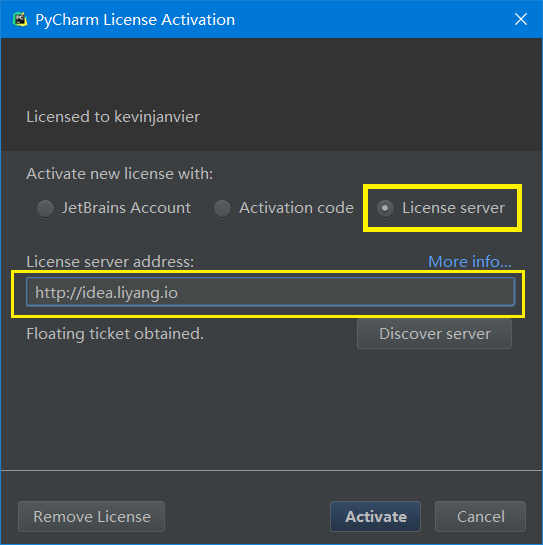 PyCharm License Activation
Licensed to kevinjanvier
Activate new license with:
JetBrains Account Activation code License server
License server address: More info...
http://idea.liyang.io
Floating ticket obtained. Discover server
Remove License Activate Cancel